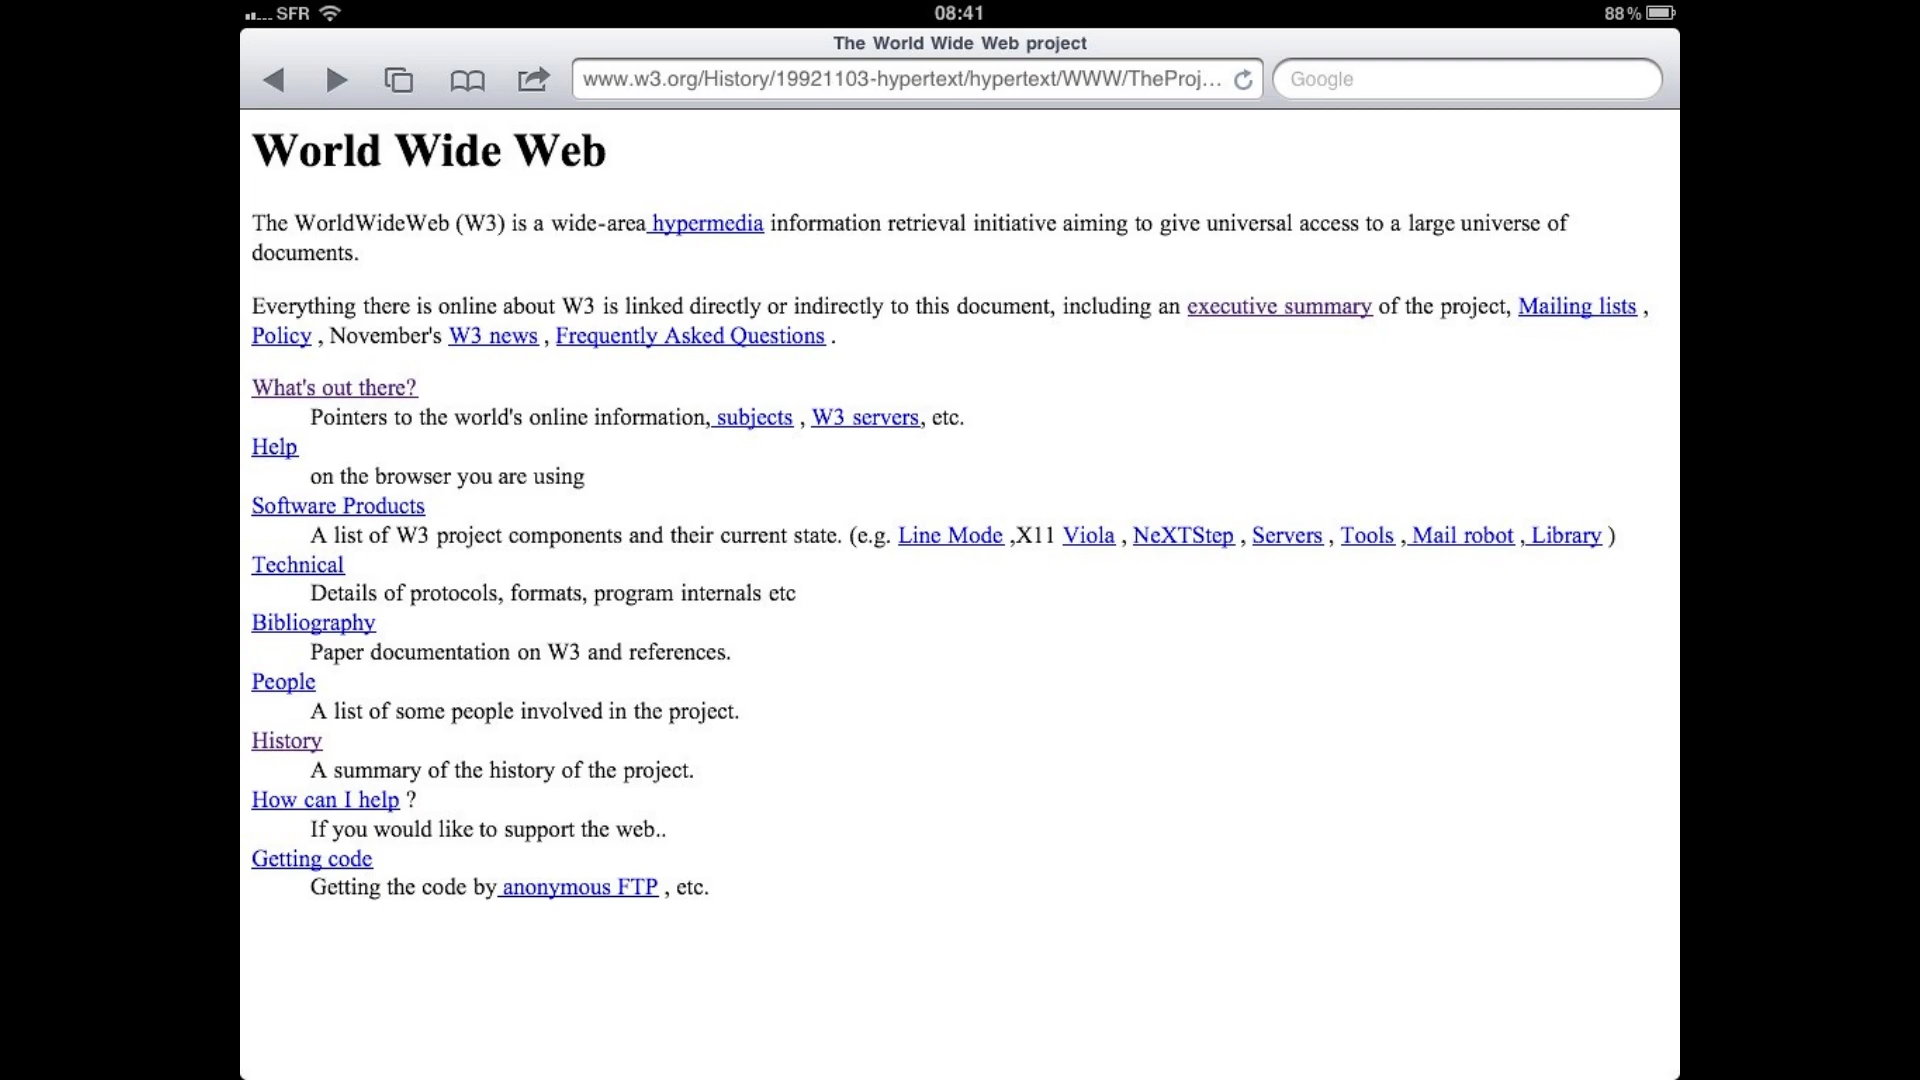 SFR 08:41 88%
The World Wide Web project
www.w3.org/History/19921103-hypertext/hypertext/WWW/TheProj... Google
World Wide Web
The WorldWideWeb (W3) is a wide-area hypermedia information retrieval initiative aiming to give universal access to a large universe of
documents.
Everything there is online about W3 is linked directly or indirectly to this document, including an executive summary of the project, Mailing lists ,
Policy , November's W3 news , Frequently Asked Questions .
What's out there?
Pointers to the world's online information, subjects , W3 servers, etc.
Help
on the browser you are using
Software Products
A list of W3 project components and their current state. (e.g. Line Mode ,X11 Viola , NeXTStep , Servers , Tools , Mail robot , Library )
Technical
Details of protocols, formats, program internals etc
Bibliography
Paper documentation on W3 and references.
People
A list of some people involved in the project.
History
A summary of the history of the project.
How can I help ?
If you would like to support the web..
Getting code
Getting the code by anonymous FTP , etc.